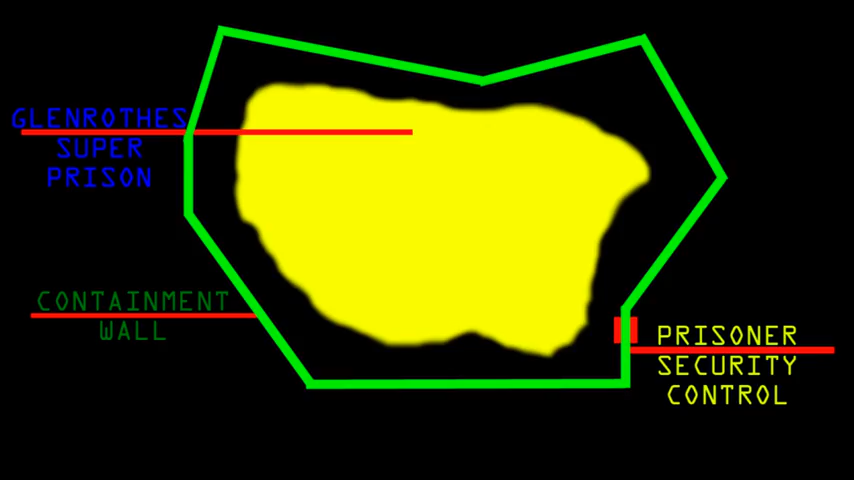 GLENROTHES
SUPER
PRISON
CONTAINMENT
WALL
PRISONER
SECURITY
CONTROL